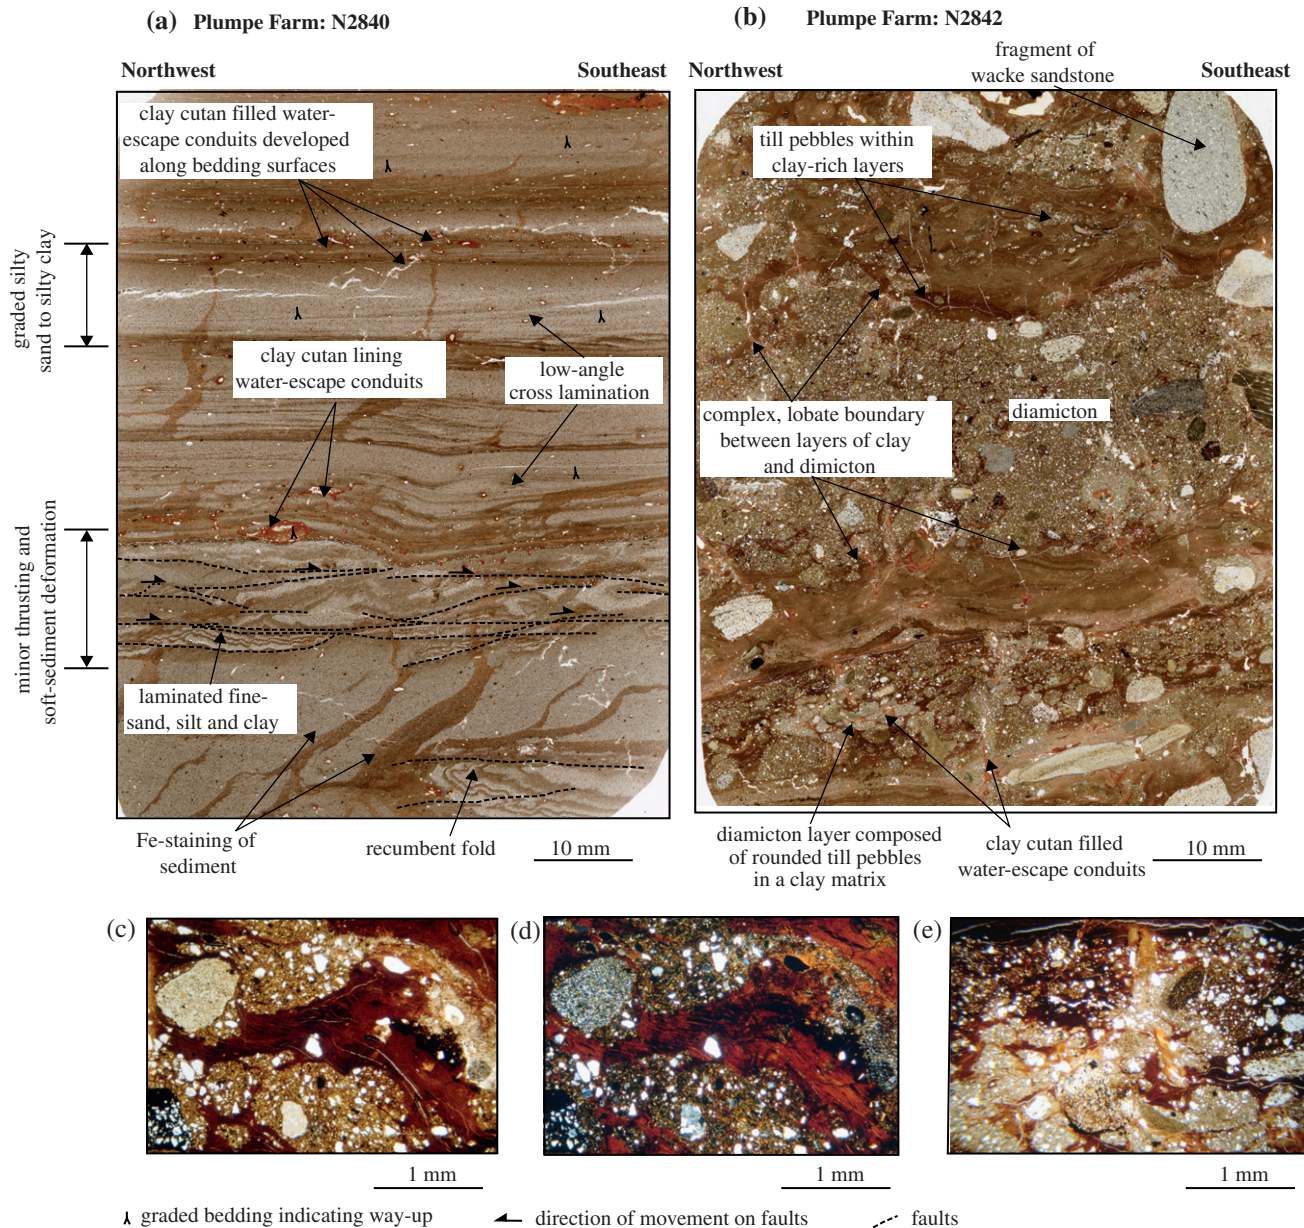 (a) Plumpe Farm: N2840
Northwest
Southeast
clay cutan filled water-
escape conduits developed
along bedding surfaces
graded silty
sand to silty clay
clay cutan lining
water-escape conduits
low-angle
cross lamination
minor thrusting and
soft-sediment deformation
laminated fine-
sand, silt and clay
Fe-staining of
sediment
recumbent fold
10 mm
(b) Plumpe Farm: N2842
Northwest
Southeast
fragment of
wacke sandstone
till pebbles within
clay-rich layers
complex, lobate boundary
between layers of clay
and dimicton
diamicton
diamicton layer composed
of rounded till pebbles
in a clay matrix
clay cutan filled
water-escape conduits
10 mm
(c)
1 mm
(d)
1 mm
(e)
1 mm
graded bedding indicating way-up
direction of movement on faults
faults